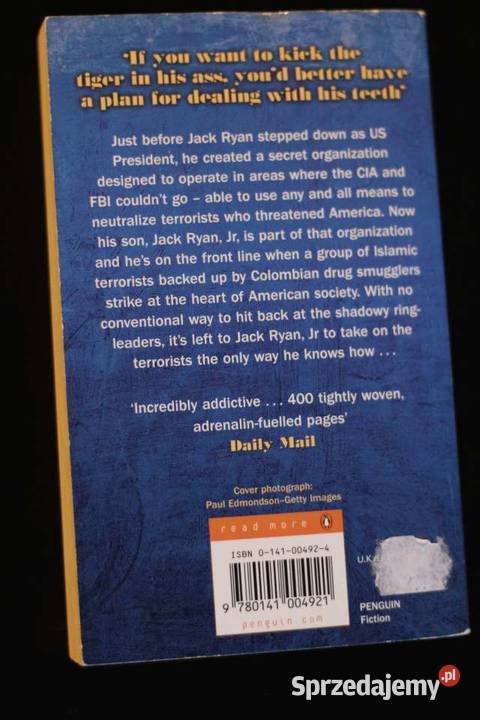 ‘If you want to kick the
tiger in his ass, you’d better have
a plan for dealing with his teeth’
Just before Jack Ryan stepped down as US
President, he created a secret organization
designed to operate in areas where the CIA and
FBI couldn’t go – able to use any and all means to
neutralize terrorists who threatened America. Now
his son, Jack Ryan, Jr, is part of that organization
and he’s on the front line when a group of Islamic
terrorists backed up by Colombian drug smugglers
strike at the heart of American society. With no
conventional way to hit back at the shadowy ring-
leaders, it’s left to Jack Ryan, Jr to take on the
terrorists the only way he knows how . . .
‘Incredibly addictive . . . 400 tightly woven,
adrenalin-fuelled pages’
Daily Mail
Cover photograph:
Paul Edmondson–Getty Images
read more
ISBN 0-141-00492-4
9 780141 004921
penguin.com
U.K.
PENGUIN
Fiction
Sprzedajemy.pl